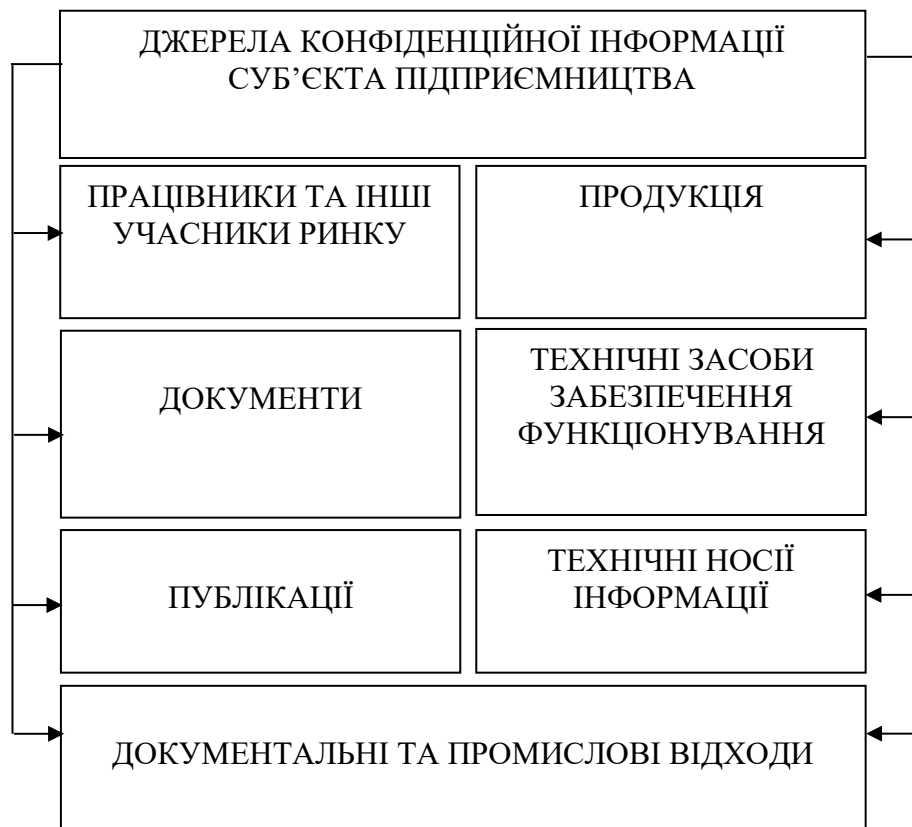 ДЖЕРЕЛА КОНФІДЕНЦІЙНОЇ ІНФОРМАЦІЇ
СУБ’ЄКТА ПІДПРИЄМНИЦТВА
ПРАЦІВНИКИ ТА ІНШІ
УЧАСНИКИ РИНКУ
ПРОДУКЦІЯ
ДОКУМЕНТИ
ТЕХНІЧНІ ЗАСОБИ
ЗАБЕЗПЕЧЕННЯ
ФУНКЦІОНУВАННЯ
ПУБЛІКАЦІЇ
ТЕХНІЧНІ НОСІЇ
ІНФОРМАЦІЇ
ДОКУМЕНТАЛЬНІ ТА ПРОМИСЛОВІ ВІДХОДИ